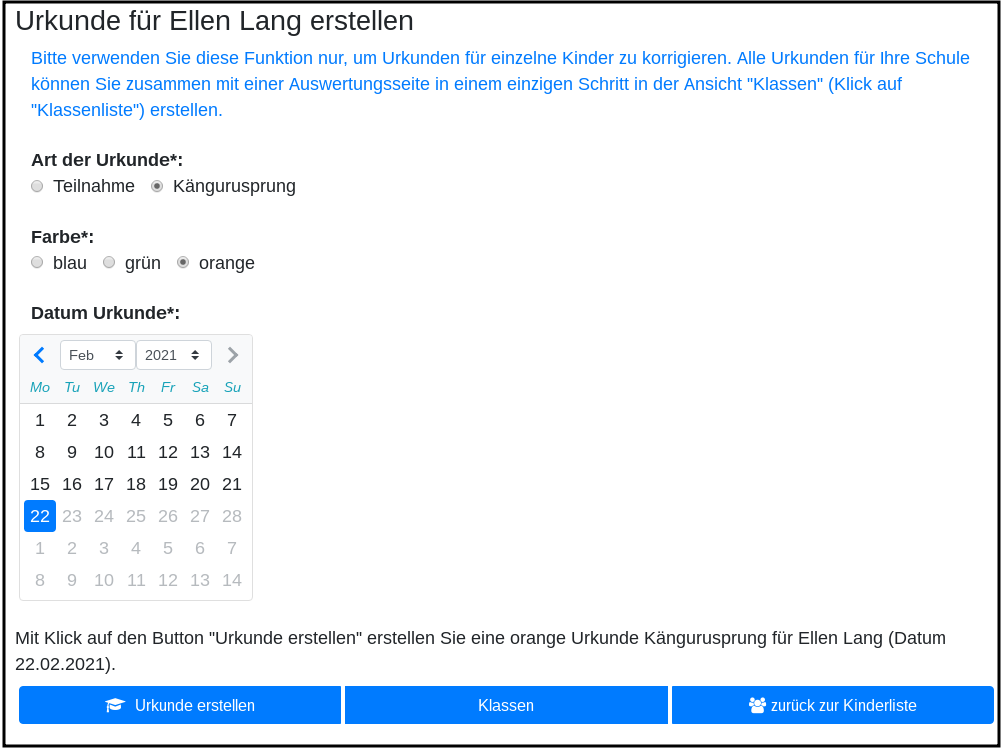 Urkunde für Ellen Lang erstellen
Bitte verwenden Sie diese Funktion nur, um Urkunden für einzelne Kinder zu korrigieren. Alle Urkunden für Ihre Schule
können Sie zusammen mit einer Auswertungsseite in einem einzigen Schritt in der Ansicht "Klassen" (Klick auf
"Klassenliste") erstellen.
Art der Urkunde*:
Teilnahme Kängurusprung
Farbe*:
blau grün orange
Datum Urkunde*:
Feb 2021
Mo Tu We Th Fr Sa Su
1 2 3 4 5 6 7
8 9 10 11 12 13 14
15 16 17 18 19 20 21
22 23 24 25 26 27 28
1 2 3 4 5 6 7
8 9 10 11 12 13 14
Mit Klick auf den Button "Urkunde erstellen" erstellen Sie eine orange Urkunde Kängurusprung für Ellen Lang (Datum
22.02.2021).
Urkunde erstellen Klassen zurück zur Kinderliste